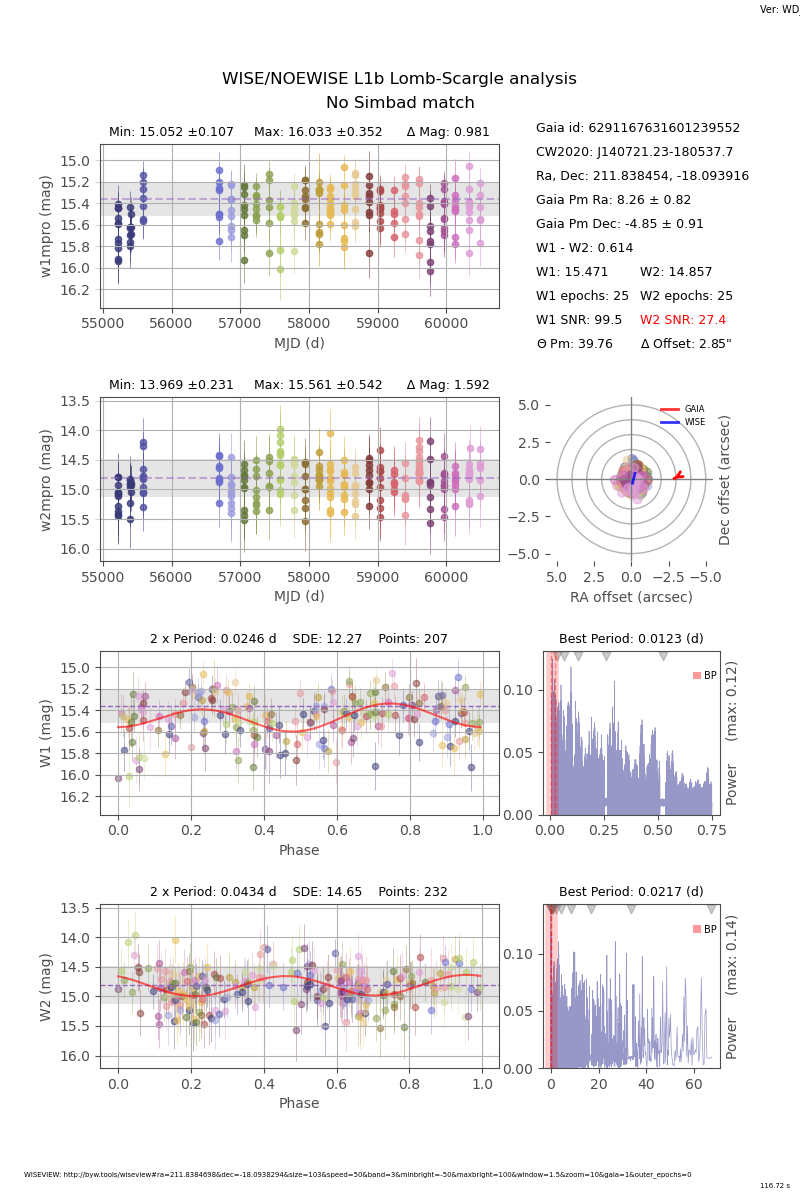 Ver: WD_
WISE/NOEWISE L1b Lomb-Scargle analysis
No Simbad match
Min: 15.052 ±0.107 Max: 16.033 ±0.352 Δ Mag: 0.981
15.0
15.2
15.4
15.6
15.8
16.0
16.2
w1mpro (mag)
55000 56000 57000 58000 59000 60000
MJD (d)
Gaia id: 6291167631601239552
CW2020: J140721.23-180537.7
Ra, Dec: 211.838454, -18.093916
Gaia Pm Ra: 8.26 ± 0.82
Gaia Pm Dec: -4.85 ± 0.91
W1 - W2: 0.614
W1: 15.471 W2: 14.857
W1 epochs: 25 W2 epochs: 25
W1 SNR: 99.5 W2 SNR: 27.4
Θ Pm: 39.76 Δ Offset: 2.85"
Min: 13.969 ±0.231 Max: 15.561 ±0.542 Δ Mag: 1.592
13.5
14.0
14.5
15.0
15.5
16.0
w2mpro (mag)
55000 56000 57000 58000 59000 60000
MJD (d)
GAIA
WISE
5.0
2.5
0.0
−2.5
−5.0
5.0 2.5 0.0 −2.5 −5.0
RA offset (arcsec)
Dec offset (arcsec)
2 x Period: 0.0246 d SDE: 12.27 Points: 207
15.0
15.2
15.4
15.6
15.8
16.0
16.2
W1 (mag)
0.0 0.2 0.4 0.6 0.8 1.0
Phase
Best Period: 0.0123 (d)
BP
0.10
0.05
0.00
0.00 0.25 0.50 0.75
Power (max: 0.12)
2 x Period: 0.0434 d SDE: 14.65 Points: 232
13.5
14.0
14.5
15.0
15.5
16.0
W2 (mag)
0.0 0.2 0.4 0.6 0.8 1.0
Phase
Best Period: 0.0217 (d)
BP
0.10
0.05
0.00
0 20 40 60
Power (max: 0.14)
WISEVIEW: http://byw.tools/wiseview#ra=211.8384698&dec=-18.0938294&size=103&speed=50&band=3&minbright=-50&maxbright=100&window=1.5&zoom=10&gaia=1&outer_epochs=0
116.72 s